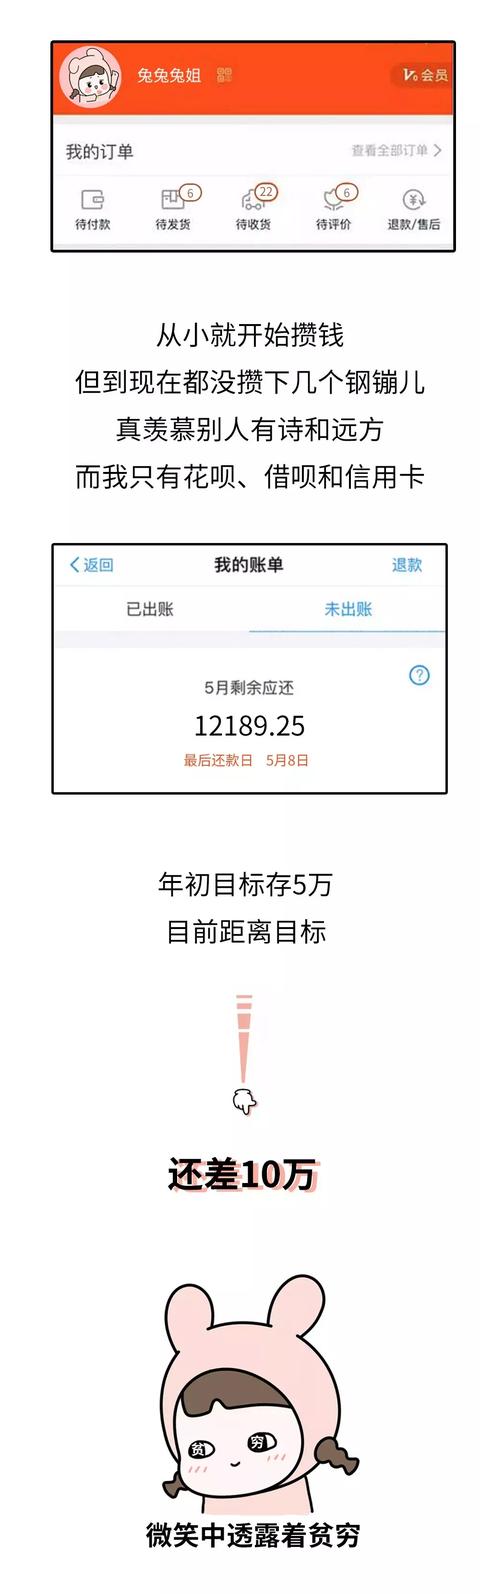 兔兔兔姐
V0 会员
我的订单
查看全部订单 >
6
22
6
待付款
待发货
待收货
待评价
退款/售后
从小就开始攒钱
但到现在都没攒下几个钢镚儿
真羡慕别人有诗和远方
而我只有花呗、借呗和信用卡
< 返回
我的账单
退款
已出账
未出账
?
5月剩余应还
12189.25
最后还款日 5月8日
年初目标存5万
目前距离目标
还差10万
贫
穷
微笑中透露着贫穷